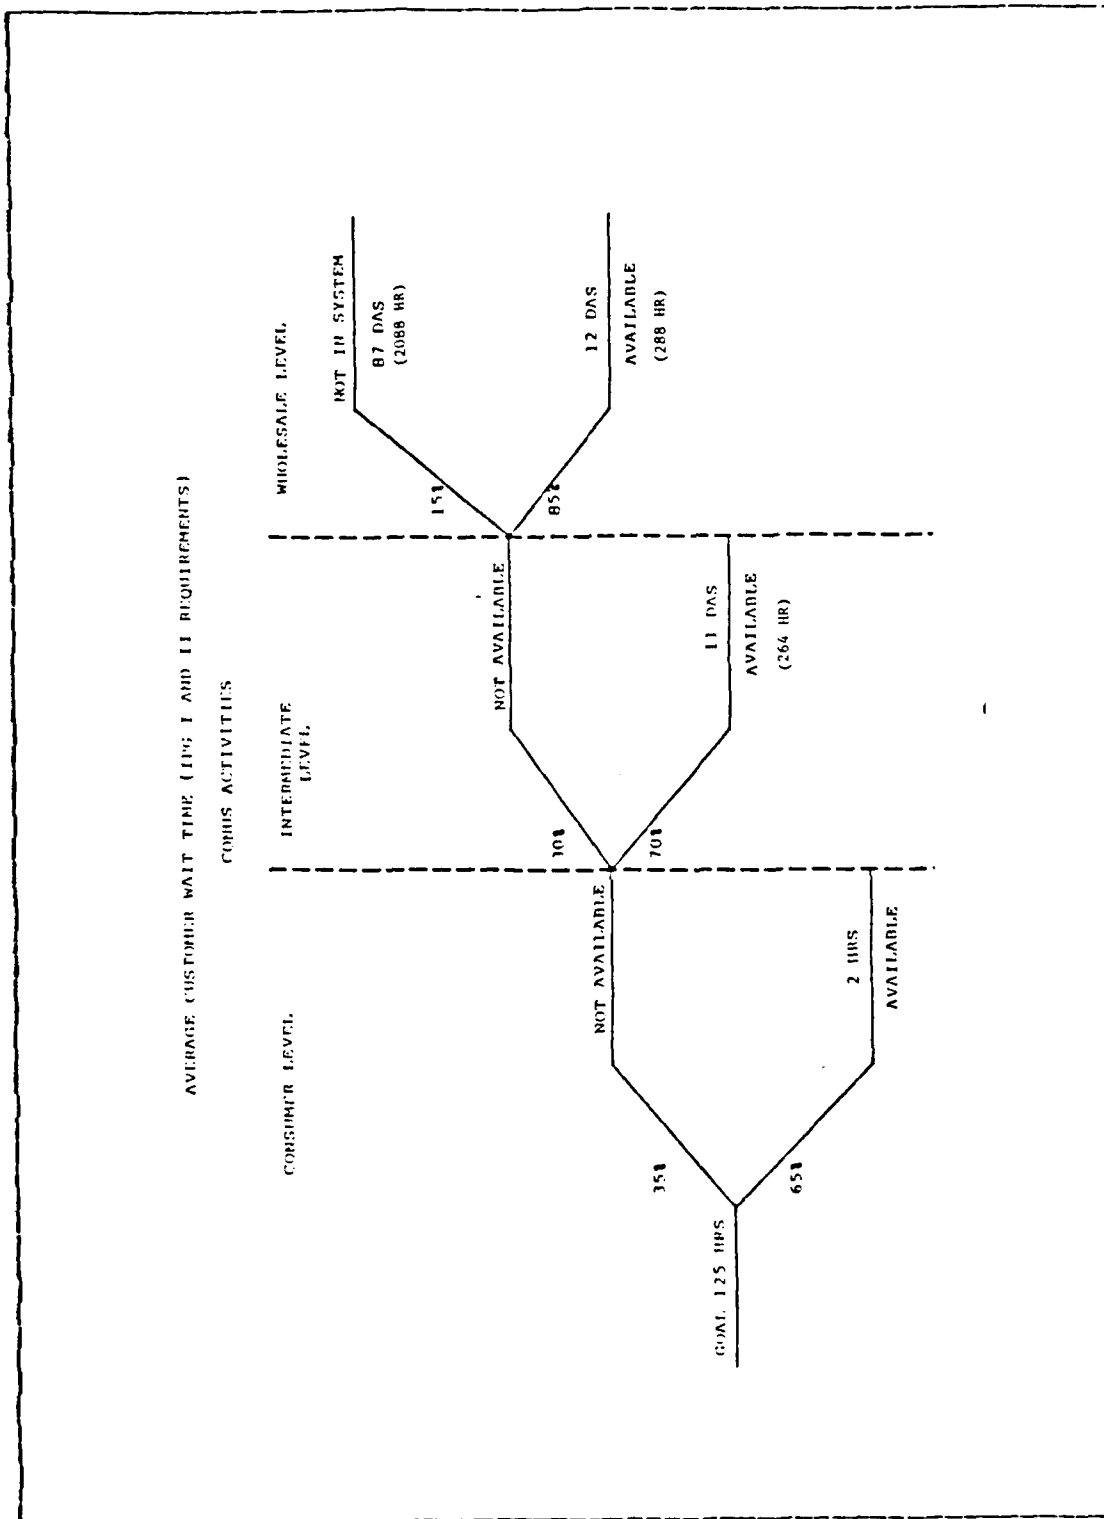 AVERAGE CUSTOMER WAIT TIME (IPG I AND II REQUIREMENTS)
CONUS ACTIVITIES
CONSUMER LEVEL
INTERMEDIATE
LEVEL
WHOLESALE LEVEL
NOT IN SYSTEM
87 DAS
(2088 HR)
15%
NOT AVAILABLE
85%
12 DAS
AVAILABLE
(288 HR)
30%
NOT AVAILABLE
70%
11 DAS
AVAILABLE
(264 HR)
35%
GOAL 125 HRS
65%
2 HRS
AVAILABLE